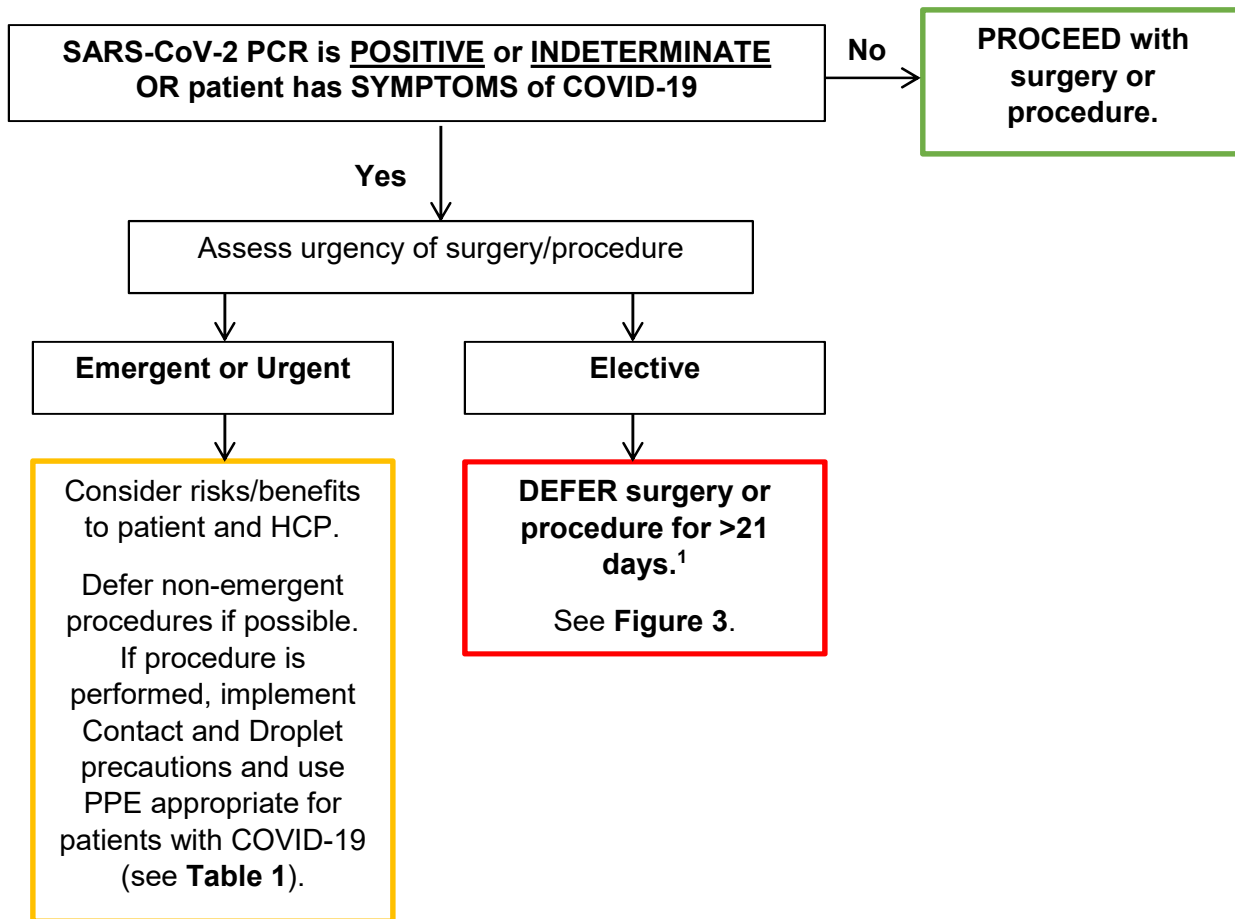 SARS-CoV-2 PCR is POSITIVE or INDETERMINATE
OR patient has SYMPTOMS of COVID-19
No
PROCEED with
surgery or
procedure.
Yes
Assess urgency of surgery/procedure
Emergent or Urgent
Elective
Consider risks/benefits
to patient and HCP.
Defer non-emergent
procedures if possible.
If procedure is
performed, implement
Contact and Droplet
precautions and use
PPE appropriate for
patients with COVID-19
(see Table 1).
DEFER surgery or
procedure for >21
days.1
See Figure 3.